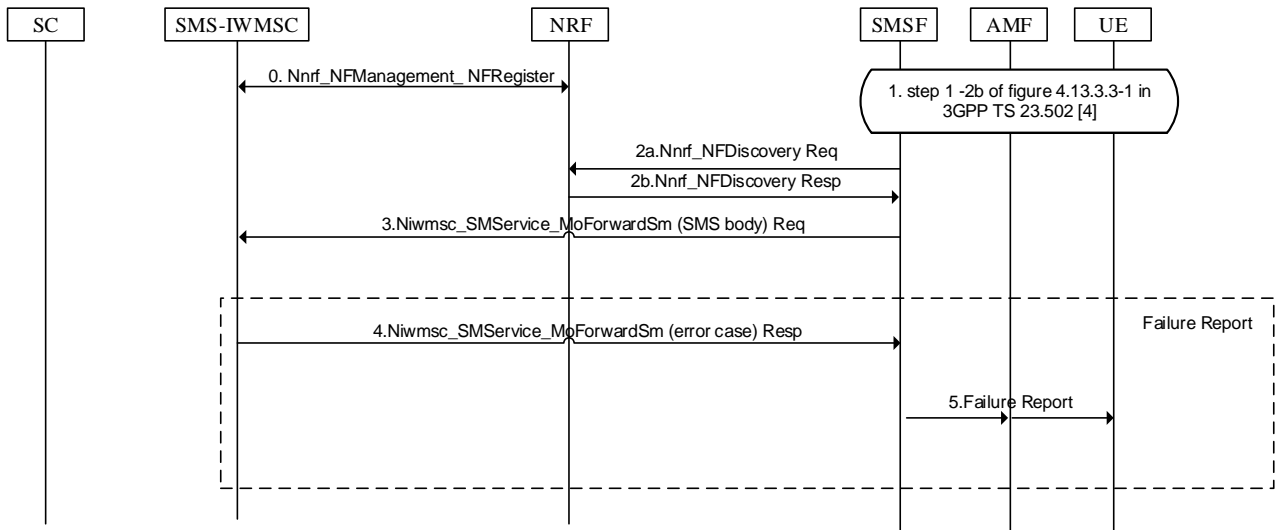 SC
SMS-IWMSC
NRF
SMSF
AMF
UE
0. Nnrf_NFManagement_ NFRegister
1. step 1 -2b of figure 4.13.3.3-1 in
3GPP TS 23.502 [4]
2a.Nnrf_NFDiscovery Req
2b.Nnrf_NFDiscovery Resp
3.Niwmsc_SMService_MoForwardSm (SMS body) Req
Failure Report
4.Niwmsc_SMService_MoForwardSm (error case) Resp
5.Failure Report